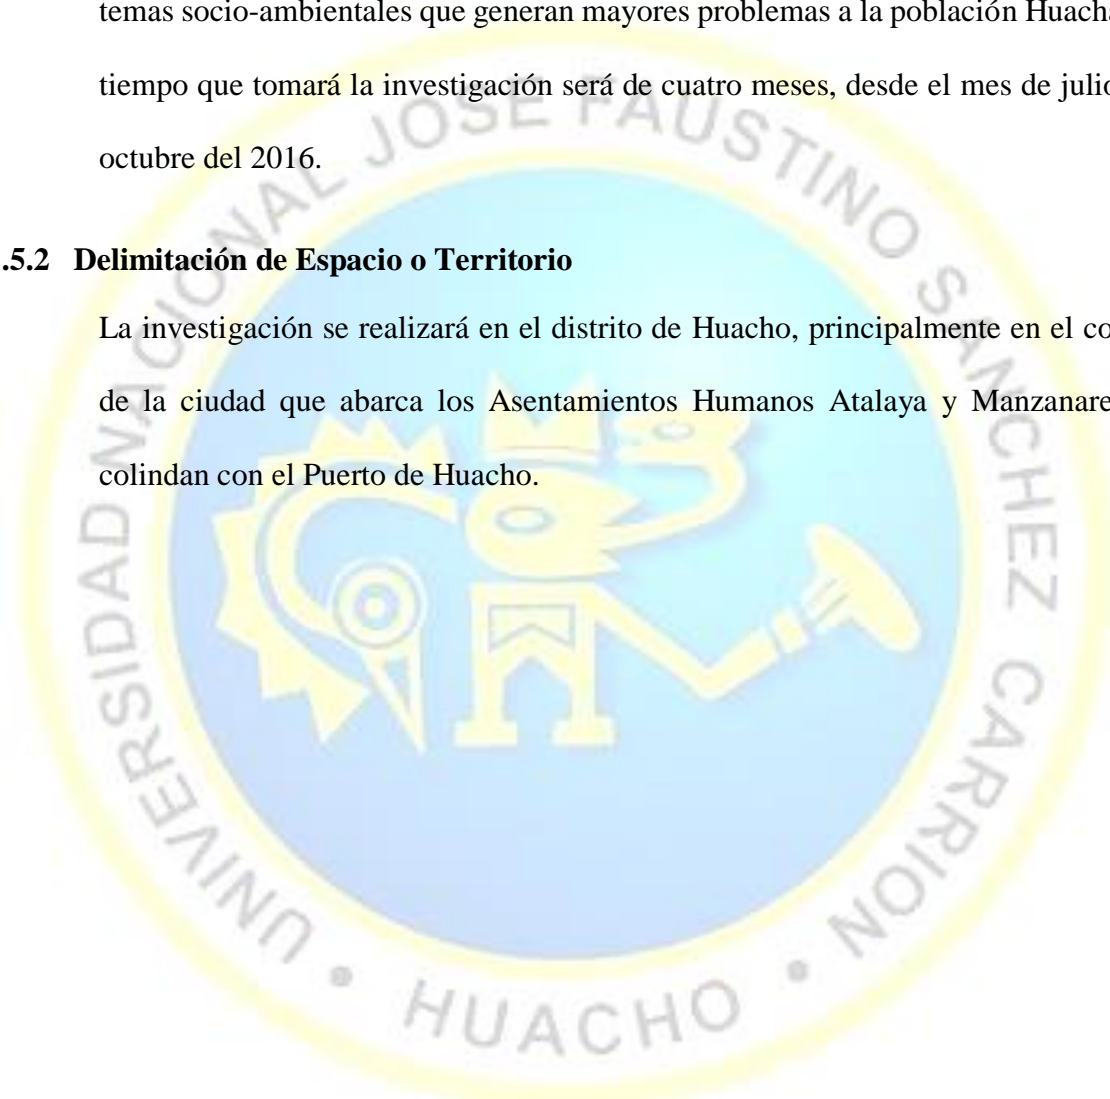 temas socio-ambientales que generan mayores problemas a la población Huach
tiempo que tomará la investigación será de cuatro meses, desde el mes de julio
octubre del 2016.
.5.2 Delimitación de Espacio o Territorio
La investigación se realizará en el distrito de Huacho, principalmente en el co
de la ciudad que abarca los Asentamientos Humanos Atalaya y Manzanare
colindan con el Puerto de Huacho.
UNIVERSIDAD NACIONAL JOSE FAUSTINO SANCHEZ CARRION • HUACHO •